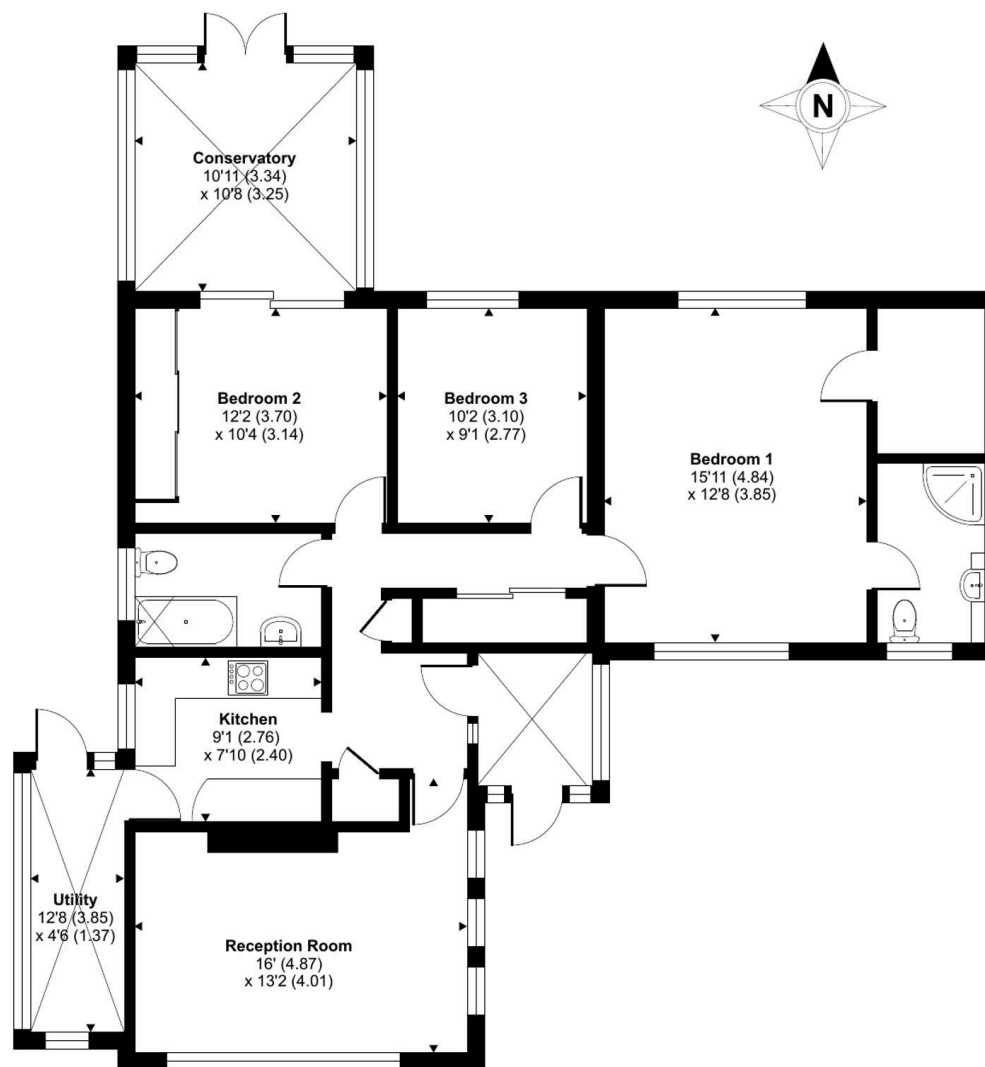 N
Conservatory
10'11 (3.34)
x 10'8 (3.25)
Bedroom 2
12'2 (3.70)
x 10'4 (3.14)
Bedroom 3
10'2 (3.10)
x 9'1 (2.77)
Bedroom 1
15'11 (4.84)
x 12'8 (3.85)
Kitchen
9'1 (2.76)
x 7'10 (2.40)
Utility
12'8 (3.85)
x 4'6 (1.37)
Reception Room
16' (4.87)
x 13'2 (4.01)